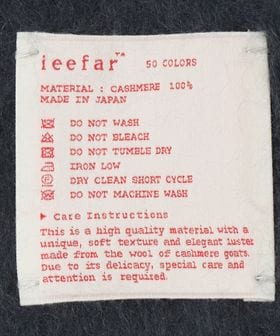 ieefar™ 50 COLORS
MATERIAL : CASHMERE 100%
MADE IN JAPAN
DO NOT WASH
DO NOT BLEACH
DO NOT TUMBLE DRY
IRON LOW
DRY CLEAN SHORT CYCLE
DO NOT MACHINE WASH
▶ Care Instructions
This is a high quality material with a
unique, soft texture and elegant luster
made from the wool of cashmere goats.
Due to its delicacy, special care and
attention is required.